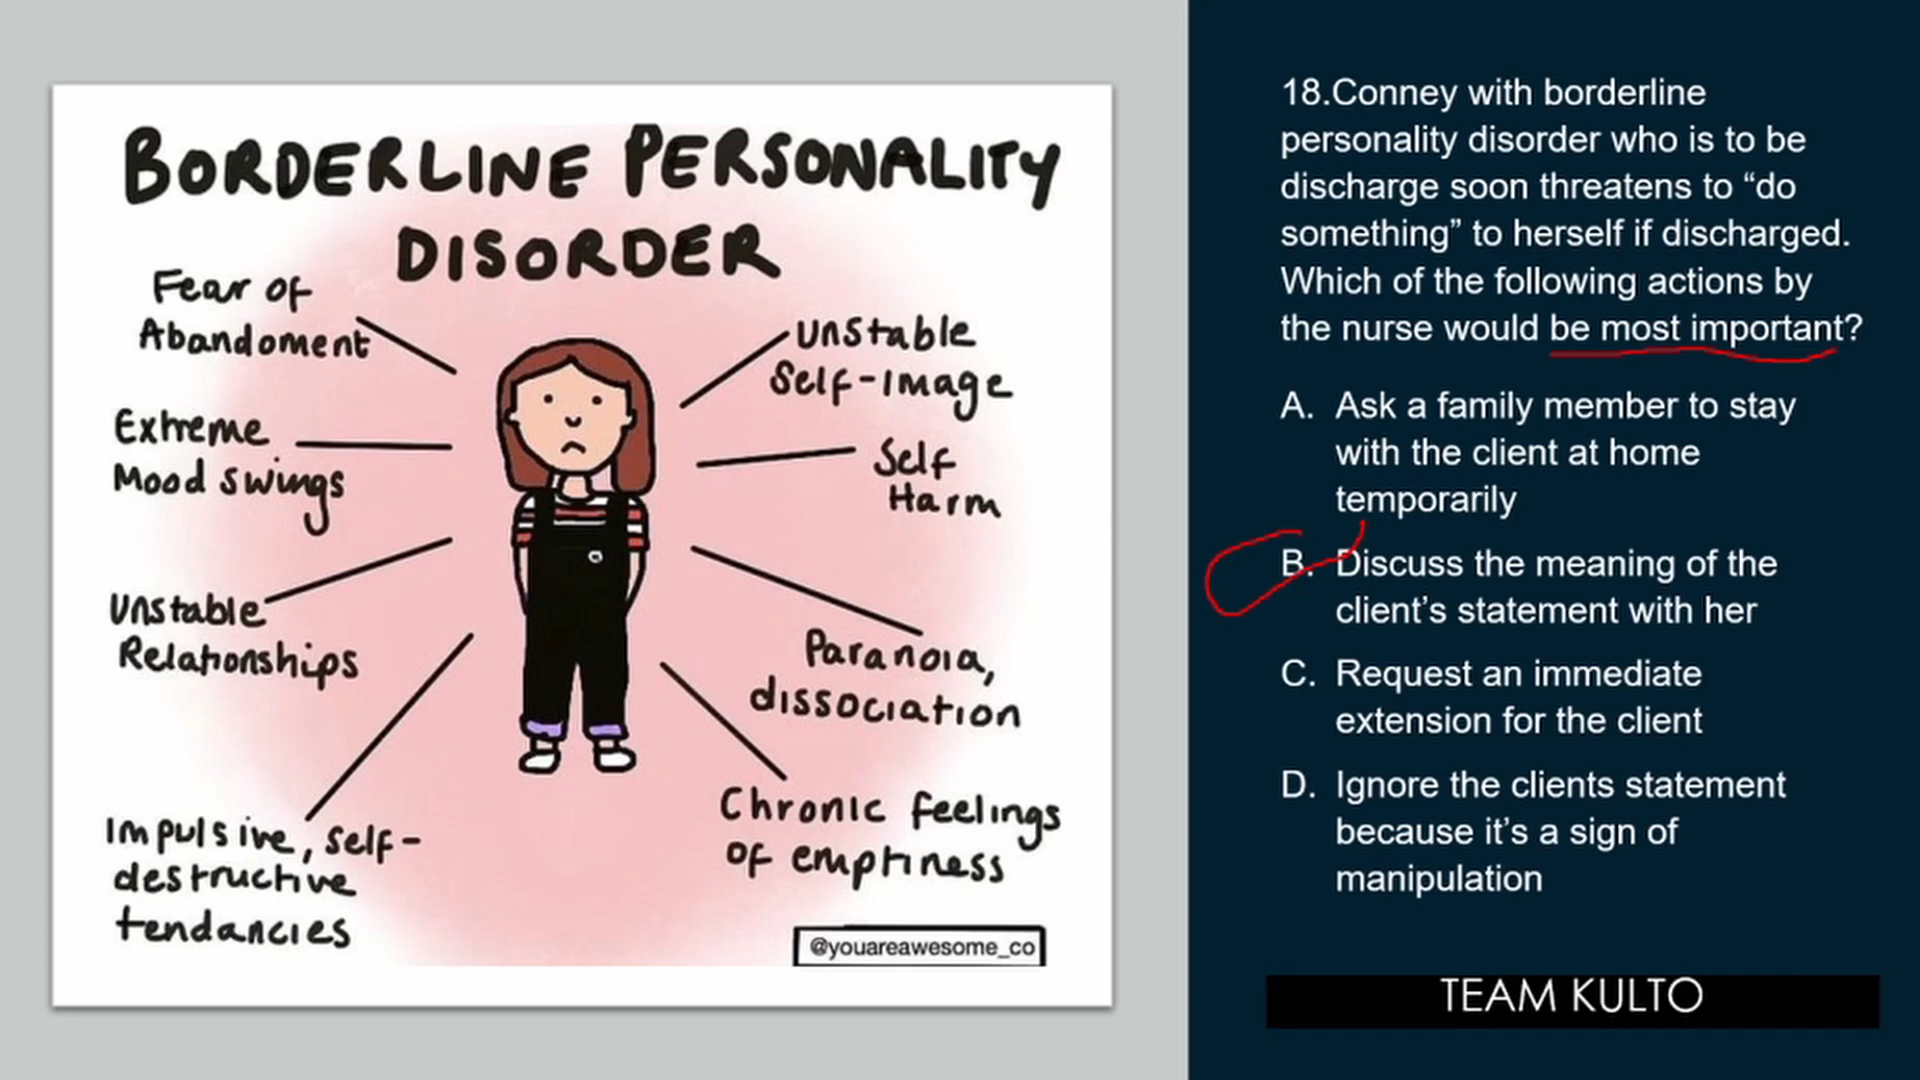 BORDERLINE PERSONALITY
DISORDER
Fear of
Abandoment
Extreme
Mood swings
Unstable
Relationships
Impulsive, self-
destructive
tendancies
Unstable
Self-image
Self
Harm
Paranoia,
dissociation
Chronic feelings
of emptiness
@youareawesome_co
18.Conney with borderline
personality disorder who is to be
discharge soon threatens to “do
something” to herself if discharged.
Which of the following actions by
the nurse would be most important?
A. Ask a family member to stay
with the client at home
temporarily
B. Discuss the meaning of the
client’s statement with her
C. Request an immediate
extension for the client
D. Ignore the clients statement
because it’s a sign of
manipulation
TEAM KULTO